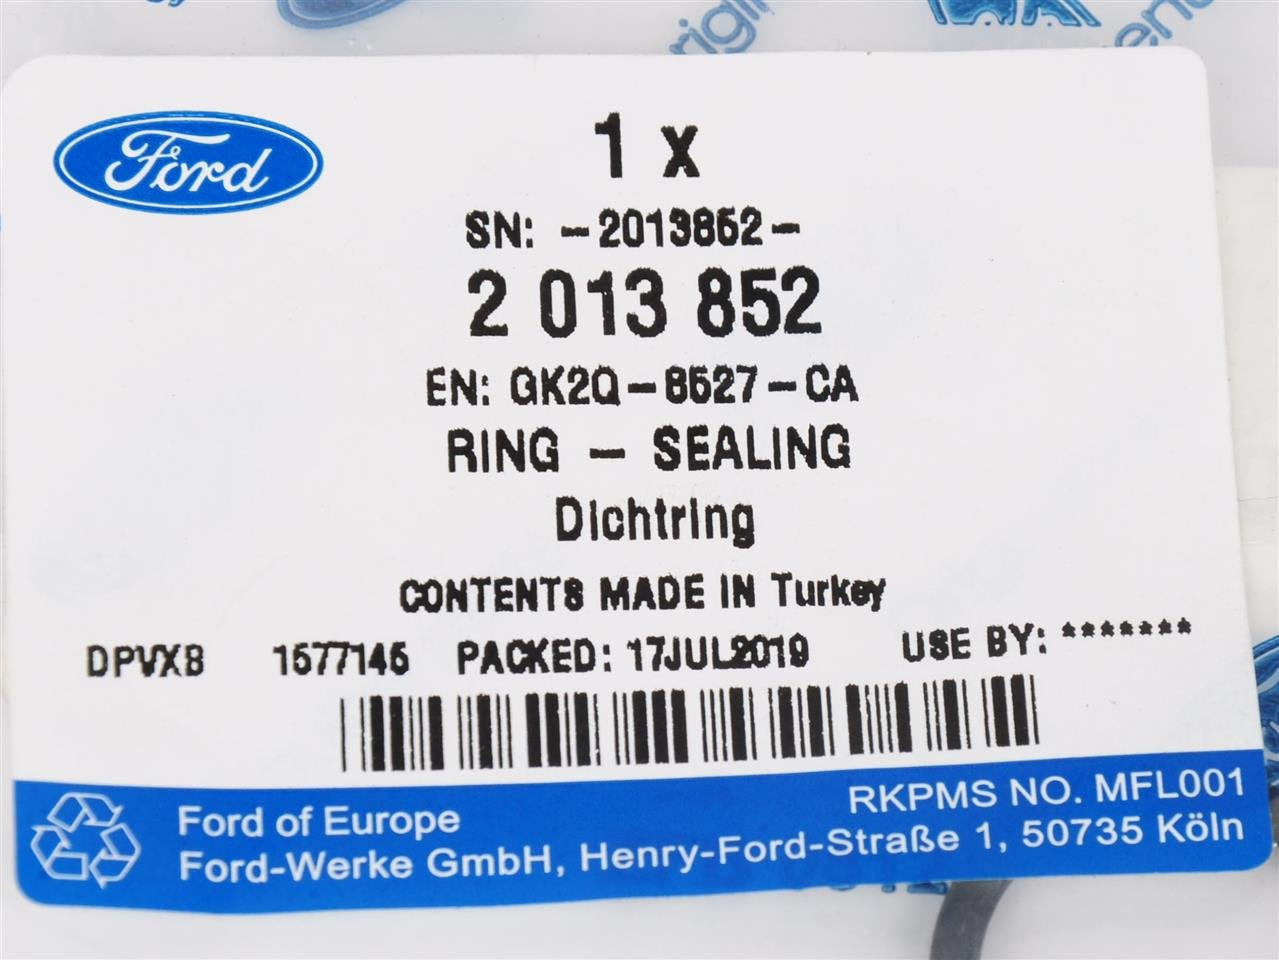 Ford
1 x
SN: -2013852-
2 013 852
EN: GK2Q-8527-CA
RING - SEALING
Dichtring
CONTENTS MADE IN Turkey
DPVXB 1577145 PACKED: 17JUL2019 USE BY: *******
RKPMS NO. MFL001
Ford of Europe
Ford-Werke GmbH, Henry-Ford-Straße 1, 50735 Köln